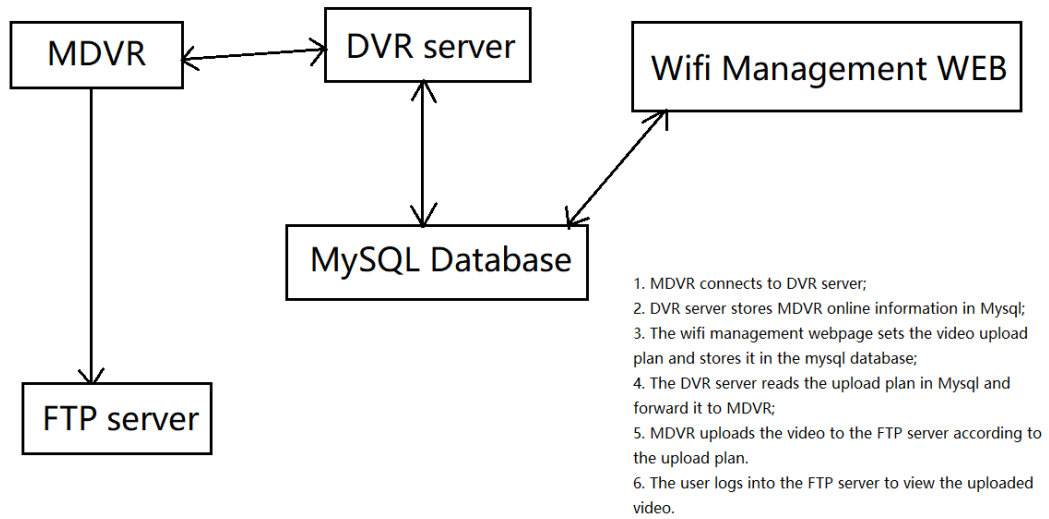 MDVR
DVR server
Wifi Management WEB
MySQL Database
FTP server
1. MDVR connects to DVR server;
2. DVR server stores MDVR online information in Mysql;
3. The wifi management webpage sets the video upload
plan and stores it in the mysql database;
4. The DVR server reads the upload plan in Mysql and
forward it to MDVR;
5. MDVR uploads the video to the FTP server according to
the upload plan.
6. The user logs into the FTP server to view the uploaded
video.